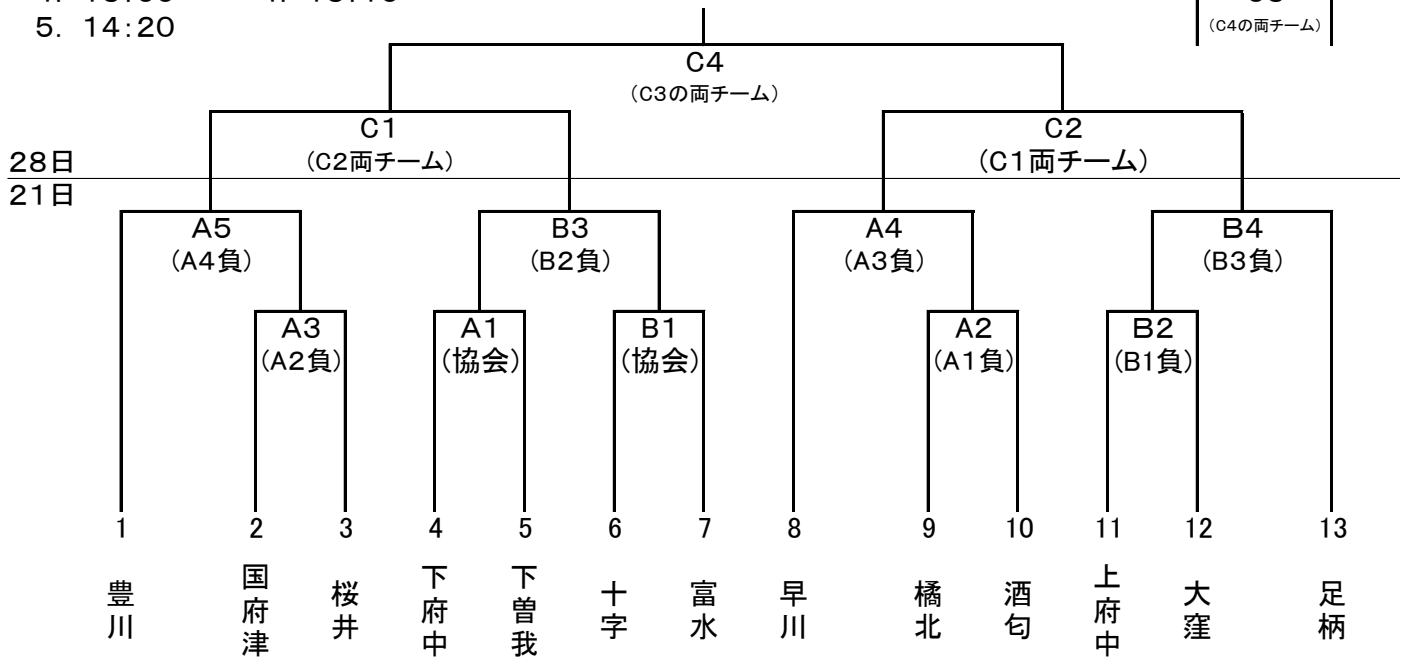 5. 14:20
(C4の両チーム)
C4
(C3の両チーム)
C1
C2
(C2両チーム)
(C1両チーム)
28日
21日
A5
B3
A4
B4
(A4負)
(B2負)
(A3負)
(B3負)
A3
A1
B1
A2
B2
(A2負)
(協会)
(協会)
(A1負)
(B1負)
1 2 3 4 5 6 7 8 9 10 11 12 13
豊川
国府津
桜井
下府中
下曽我
十字
富水
早川
橘北
酒匂
上府中
大窪
足柄